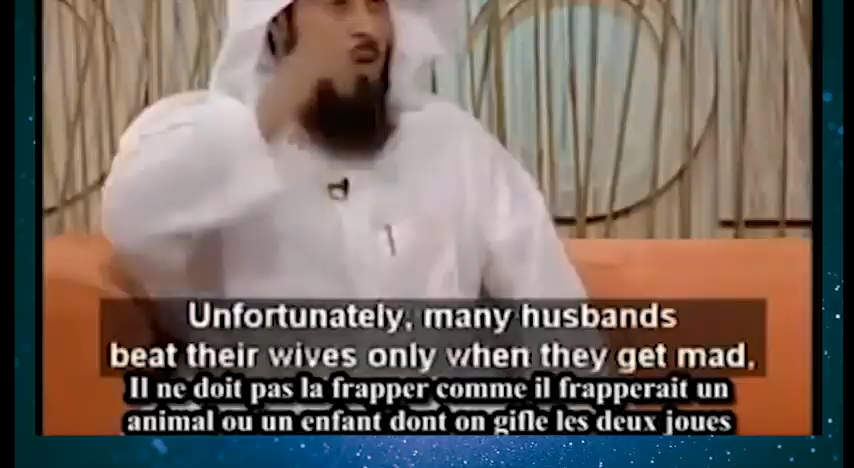 Unfortunately, many husbands
beat their wives only when they get mad.
Il ne doit pas la frapper comme il frapperait un
animal ou un enfant dont on gifle les deux joues